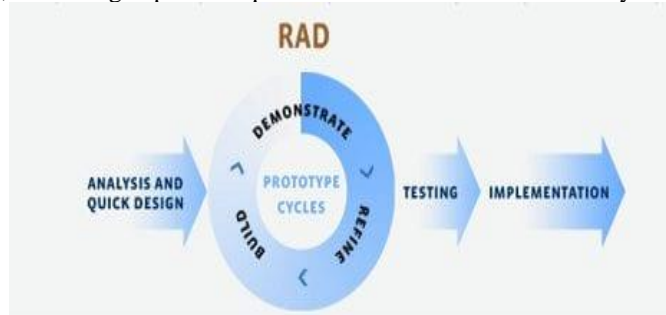 RAD
DEMONSTRATE
ANALYSIS AND
QUICK DESIGN
PROTOTYPE
CYCLES
BUILD
REFINE
TESTING
IMPLEMENTATION